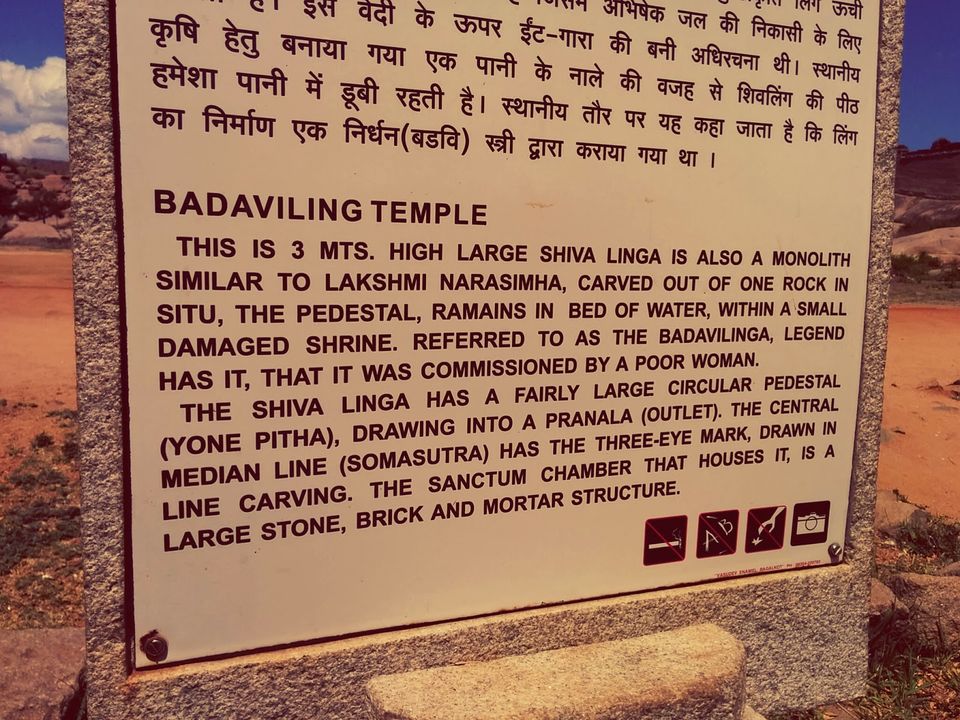 है। इस वेदी के ऊपर ईंट-गारा की बनी अधिरचना थी। स्थानीय
कृषि हेतु बनाया गया एक पानी के नाले की वजह से शिवलिंग की पीठ
हमेशा पानी में डूबी रहती है। स्थानीय तौर पर यह कहा जाता है कि लिंग
का निर्माण एक निर्धन(बडवि) स्त्री द्वारा कराया गया था ।
BADAVILING TEMPLE
THIS IS 3 MTS. HIGH LARGE SHIVA LINGA IS ALSO A MONOLITH
SIMILAR TO LAKSHMI NARASIMHA, CARVED OUT OF ONE ROCK IN
SITU, THE PEDESTAL, RAMAINS IN BED OF WATER, WITHIN A SMALL
DAMAGED SHRINE. REFERRED TO AS THE BADAVILINGA, LEGEND
HAS IT, THAT IT WAS COMMISSIONED BY A POOR WOMAN.
THE SHIVA LINGA HAS A FAIRLY LARGE CIRCULAR PEDESTAL
(YONE PITHA), DRAWING INTO A PRANALA (OUTLET). THE CENTRAL
MEDIAN LINE (SOMASUTRA) HAS THE THREE-EYE MARK, DRAWN IN
LINE CARVING. THE SANCTUM CHAMBER THAT HOUSES IT, IS A
LARGE STONE, BRICK AND MORTAR STRUCTURE.
A B